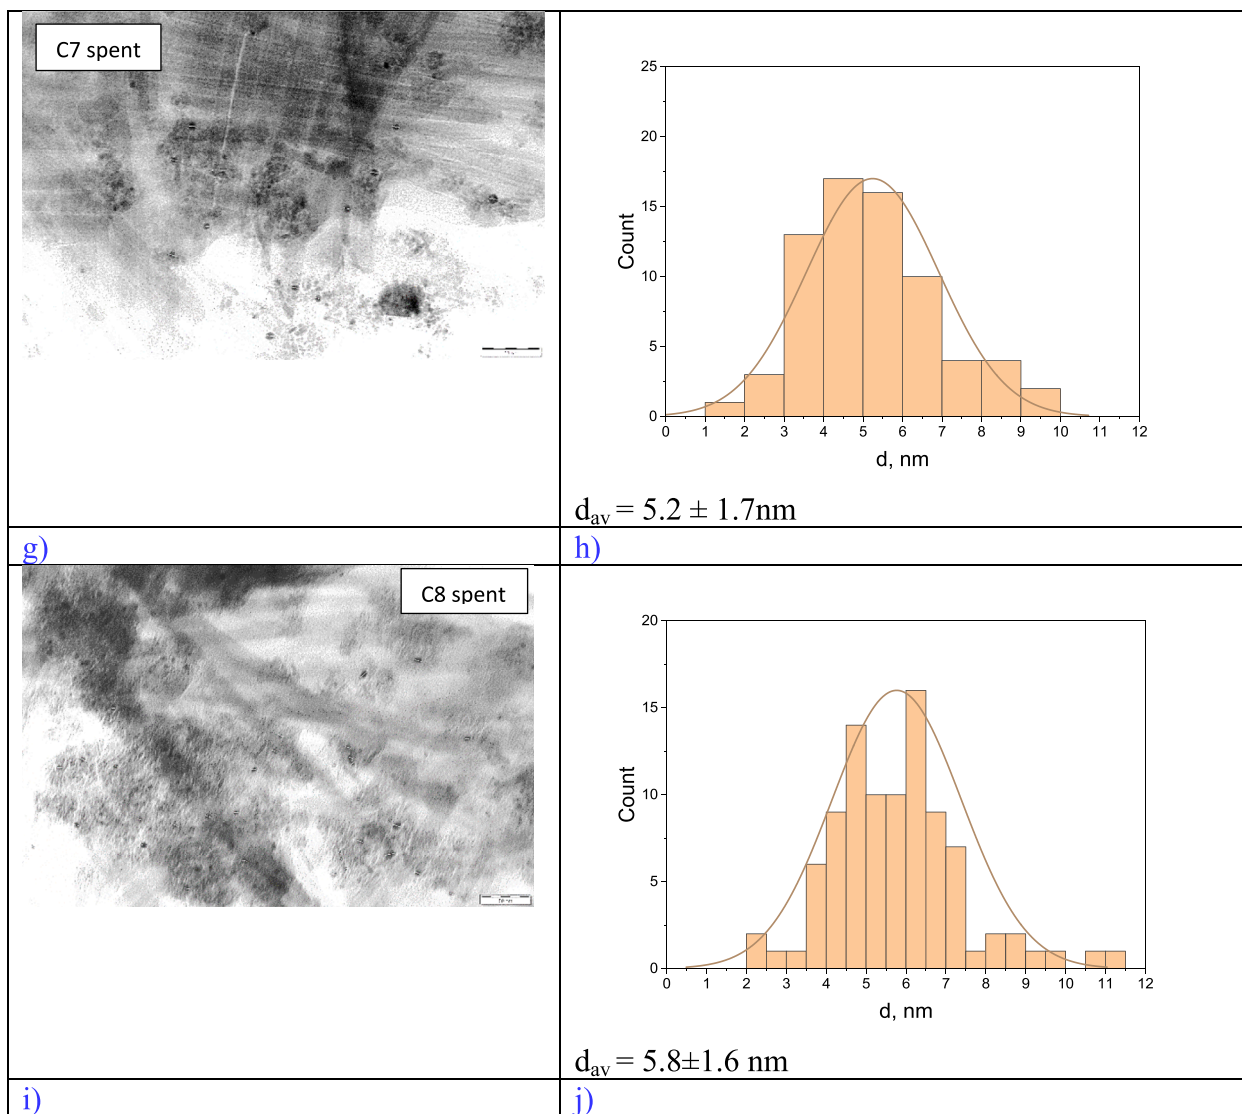 C7 spent
25
20
15
10
5
0
Count
0 1 2 3 4 5 6 7 8 9 10 11 12
d, nm
dav = 5.2 ± 1.7nm
g)
h)
C8 spent
20
15
10
5
0
Count
0 1 2 3 4 5 6 7 8 9 10 11 12
d, nm
dav = 5.8±1.6 nm
i)
j)